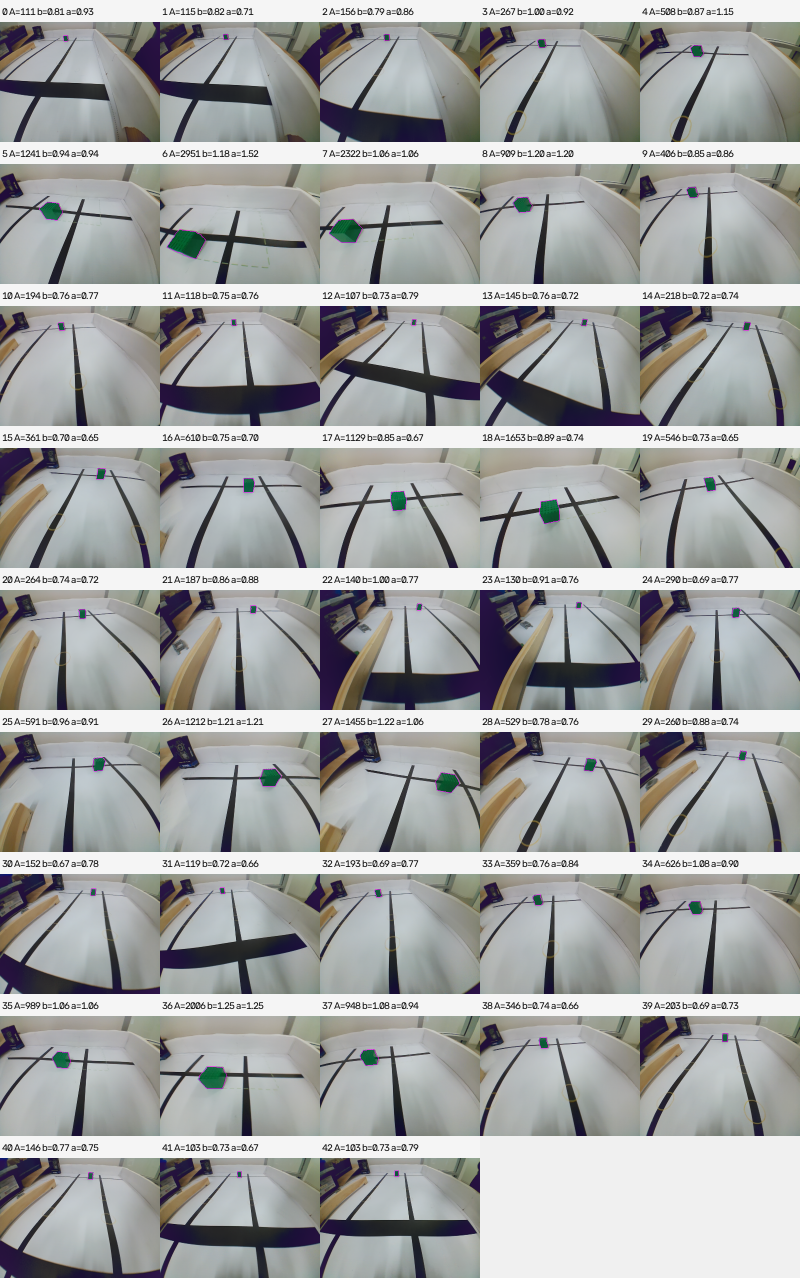 0 A=111 b=0.81 a=0.93
1 A=115 b=0.82 a=0.71
2 A=156 b=0.79 a=0.86
3 A=267 b=1.00 a=0.92
4 A=508 b=0.87 a=1.15
5 A=1241 b=0.94 a=0.94
6 A=2951 b=1.18 a=1.52
7 A=2322 b=1.06 a=1.06
8 A=909 b=1.20 a=1.20
9 A=406 b=0.85 a=0.86
10 A=194 b=0.76 a=0.77
11 A=118 b=0.75 a=0.76
12 A=107 b=0.73 a=0.79
13 A=145 b=0.76 a=0.72
14 A=218 b=0.72 a=0.74
15 A=361 b=0.70 a=0.65
16 A=610 b=0.75 a=0.70
17 A=1129 b=0.85 a=0.67
18 A=1653 b=0.89 a=0.74
19 A=546 b=0.73 a=0.65
20 A=264 b=0.74 a=0.72
21 A=187 b=0.86 a=0.88
22 A=140 b=1.00 a=0.77
23 A=130 b=0.91 a=0.76
24 A=290 b=0.69 a=0.77
25 A=591 b=0.96 a=0.91
26 A=1212 b=1.21 a=1.21
27 A=1455 b=1.22 a=1.06
28 A=529 b=0.78 a=0.76
29 A=260 b=0.88 a=0.74
30 A=152 b=0.67 a=0.78
31 A=119 b=0.72 a=0.66
32 A=193 b=0.69 a=0.77
33 A=359 b=0.76 a=0.84
34 A=626 b=1.08 a=0.90
35 A=989 b=1.06 a=1.06
36 A=2006 b=1.25 a=1.25
37 A=948 b=1.08 a=0.94
38 A=346 b=0.74 a=0.66
39 A=203 b=0.69 a=0.73
40 A=146 b=0.77 a=0.75
41 A=103 b=0.73 a=0.67
42 A=103 b=0.73 a=0.79